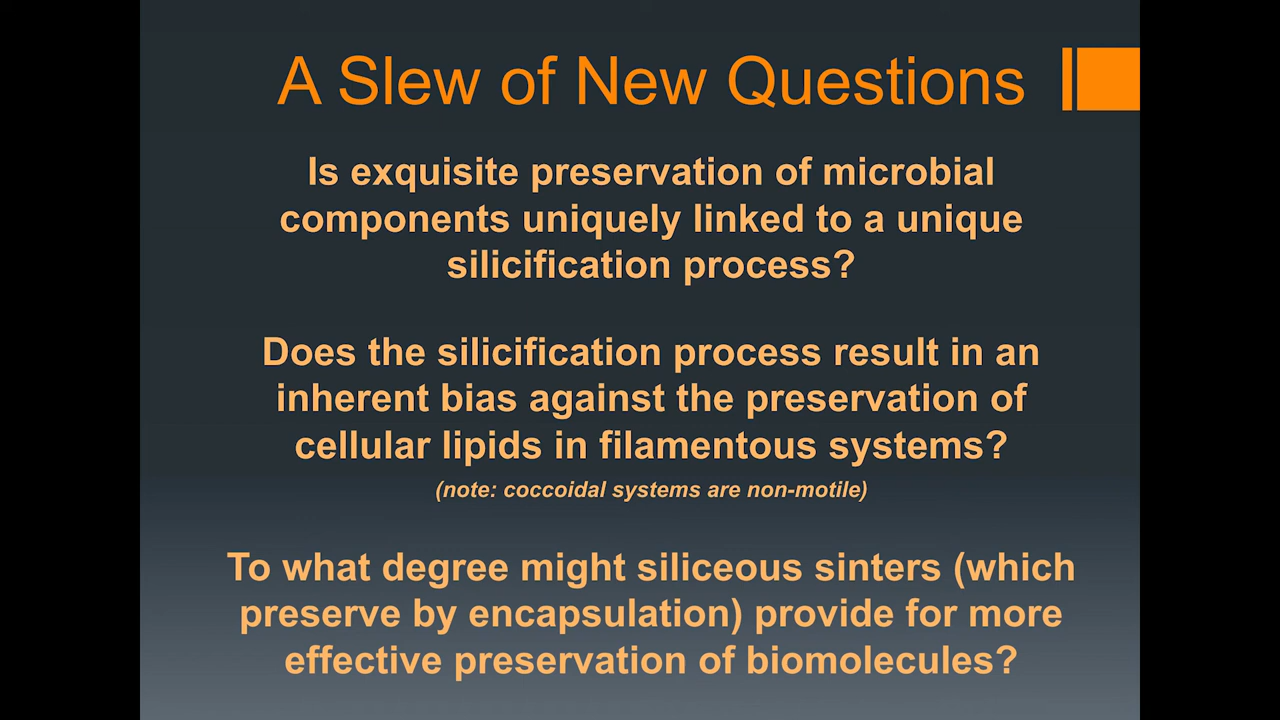 A Slew of New Questions
Is exquisite preservation of microbial
components uniquely linked to a unique
silicification process?
Does the silicification process result in an
inherent bias against the preservation of
cellular lipids in filamentous systems?
(note: coccoidal systems are non-motile)
To what degree might siliceous sinters (which
preserve by encapsulation) provide for more
effective preservation of biomolecules?